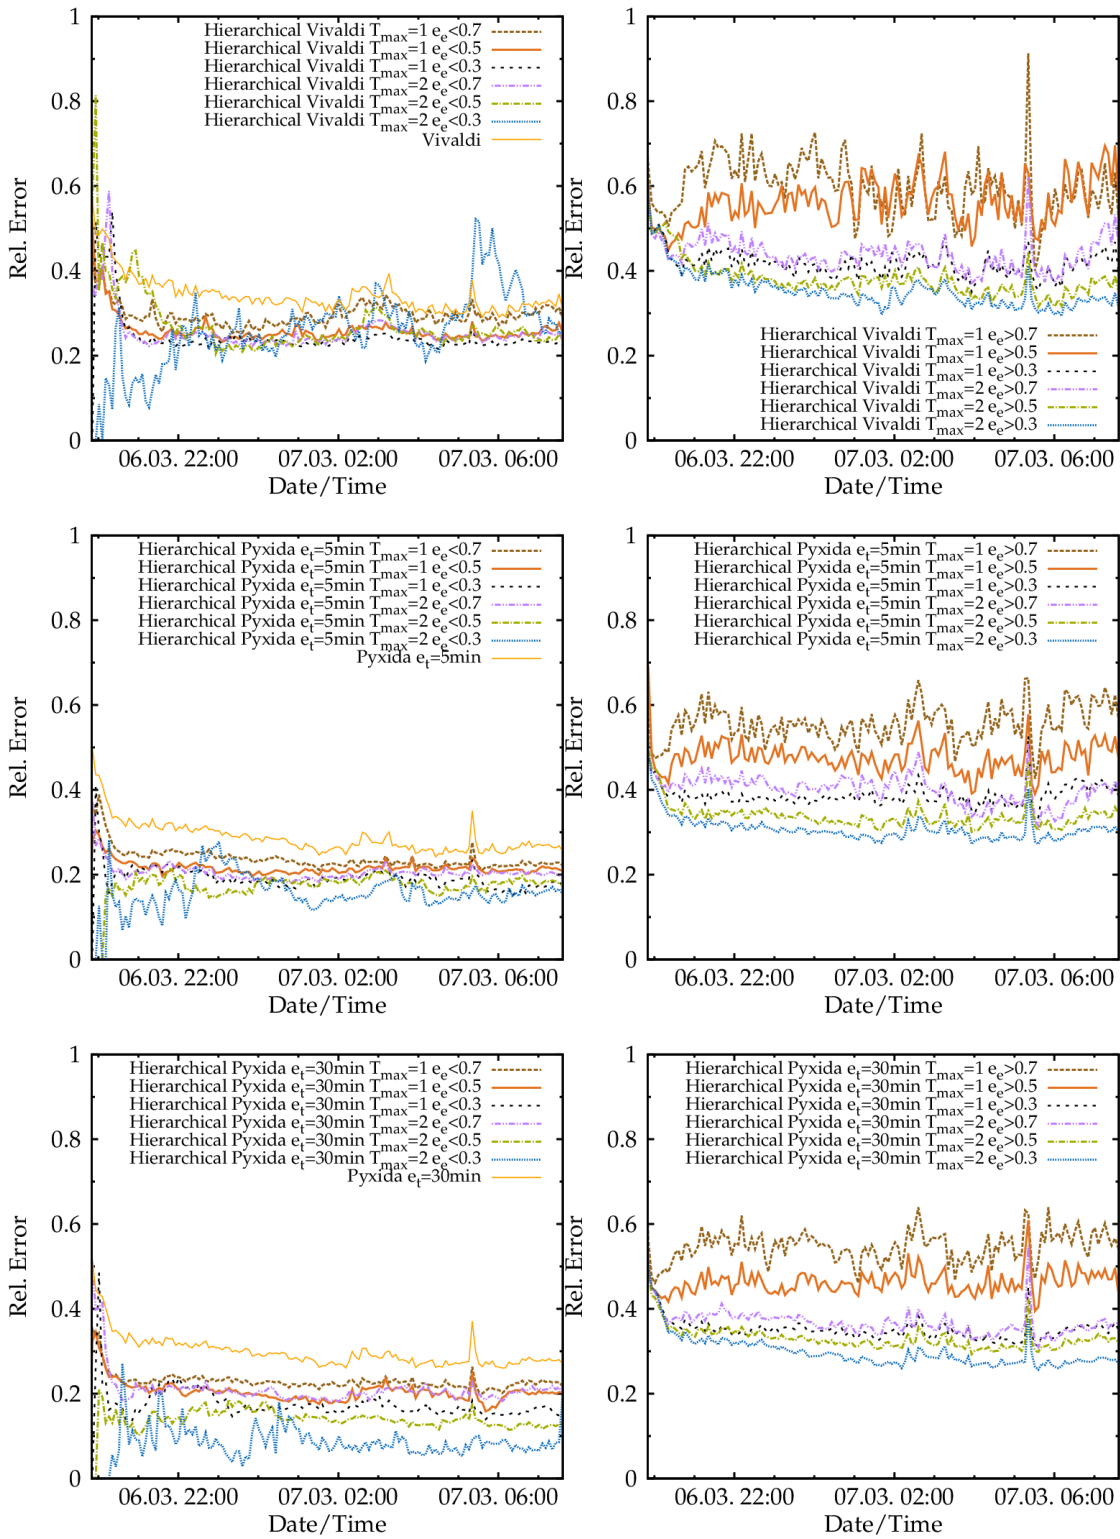 1
0.8
0.6
0.4
0.2
0
Rel. Error
Hierarchical Vivaldi Tmax=1 ee<0.7
Hierarchical Vivaldi Tmax=1 ee<0.5
Hierarchical Vivaldi Tmax=1 ee<0.3
Hierarchical Vivaldi Tmax=2 ee<0.7
Hierarchical Vivaldi Tmax=2 ee<0.5
Hierarchical Vivaldi Tmax=2 ee<0.3
Vivaldi
06.03. 22:00 07.03. 02:00 07.03. 06:00
Date/Time
1
0.8
0.6
0.4
0.2
0
Rel. Error
Hierarchical Vivaldi Tmax=1 ee>0.7
Hierarchical Vivaldi Tmax=1 ee>0.5
Hierarchical Vivaldi Tmax=1 ee>0.3
Hierarchical Vivaldi Tmax=2 ee>0.7
Hierarchical Vivaldi Tmax=2 ee>0.5
Hierarchical Vivaldi Tmax=2 ee>0.3
06.03. 22:00 07.03. 02:00 07.03. 06:00
Date/Time
1
0.8
0.6
0.4
0.2
0
Rel. Error
Hierarchical Pyxida et=5min Tmax=1 ee<0.7
Hierarchical Pyxida et=5min Tmax=1 ee<0.5
Hierarchical Pyxida et=5min Tmax=1 ee<0.3
Hierarchical Pyxida et=5min Tmax=2 ee<0.7
Hierarchical Pyxida et=5min Tmax=2 ee<0.5
Hierarchical Pyxida et=5min Tmax=2 ee<0.3
Pyxida et=5min
06.03. 22:00 07.03. 02:00 07.03. 06:00
Date/Time
1
0.8
0.6
0.4
0.2
0
Rel. Error
Hierarchical Pyxida et=5min Tmax=1 ee>0.7
Hierarchical Pyxida et=5min Tmax=1 ee>0.5
Hierarchical Pyxida et=5min Tmax=1 ee>0.3
Hierarchical Pyxida et=5min Tmax=2 ee>0.7
Hierarchical Pyxida et=5min Tmax=2 ee>0.5
Hierarchical Pyxida et=5min Tmax=2 ee>0.3
06.03. 22:00 07.03. 02:00 07.03. 06:00
Date/Time
1
0.8
0.6
0.4
0.2
0
Rel. Error
Hierarchical Pyxida et=30min Tmax=1 ee<0.7
Hierarchical Pyxida et=30min Tmax=1 ee<0.5
Hierarchical Pyxida et=30min Tmax=1 ee<0.3
Hierarchical Pyxida et=30min Tmax=2 ee<0.7
Hierarchical Pyxida et=30min Tmax=2 ee<0.5
Hierarchical Pyxida et=30min Tmax=2 ee<0.3
Pyxida et=30min
06.03. 22:00 07.03. 02:00 07.03. 06:00
Date/Time
1
0.8
0.6
0.4
0.2
0
Rel. Error
Hierarchical Pyxida et=30min Tmax=1 ee>0.7
Hierarchical Pyxida et=30min Tmax=1 ee>0.5
Hierarchical Pyxida et=30min Tmax=1 ee>0.3
Hierarchical Pyxida et=30min Tmax=2 ee>0.7
Hierarchical Pyxida et=30min Tmax=2 ee>0.5
Hierarchical Pyxida et=30min Tmax=2 ee>0.3
06.03. 22:00 07.03. 02:00 07.03. 06:00
Date/Time